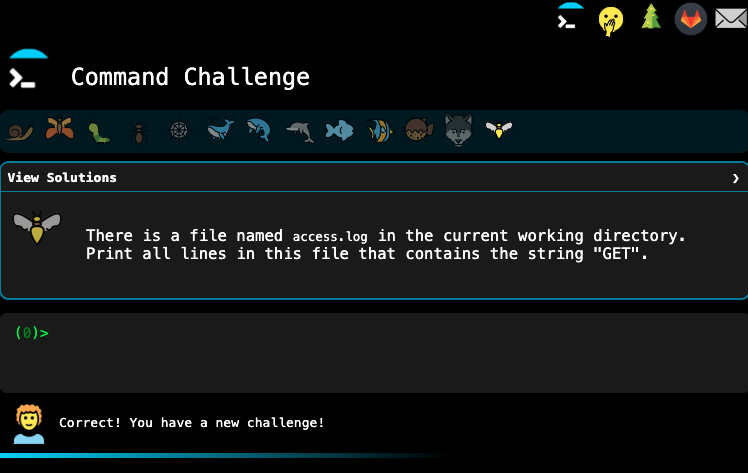 Command Challenge
View Solutions
There is a file named access.log in the current working directory.
Print all lines in this file that contains the string "GET".
(0)>
Correct! You have a new challenge!